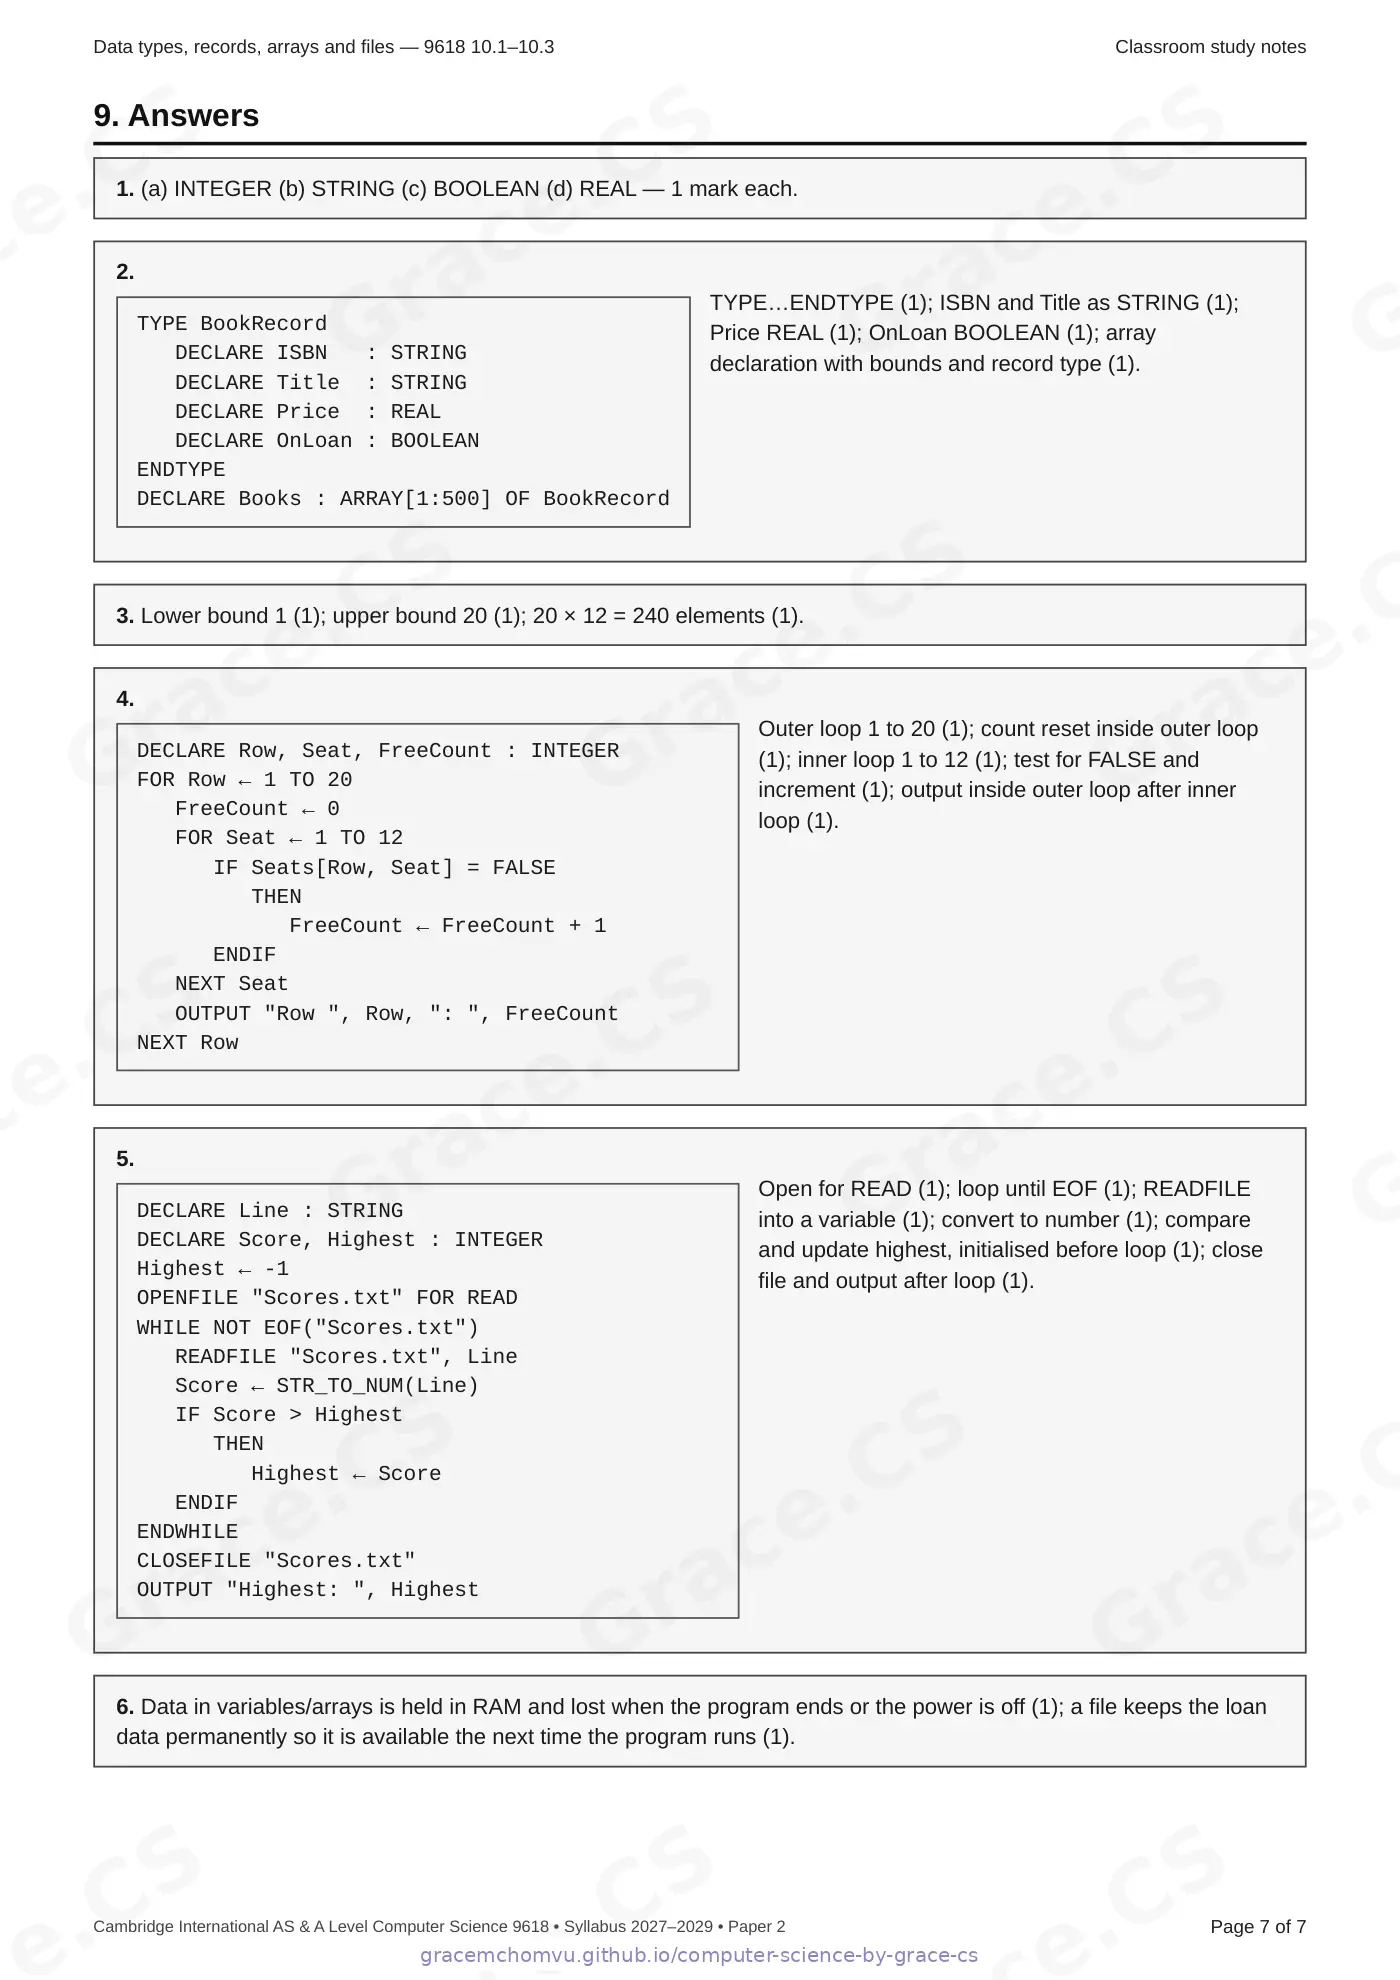 Data types, records, arrays and files — 9618 10.1–10.3
Classroom study notes
9. Answers
1. (a) INTEGER (b) STRING (c) BOOLEAN (d) REAL — 1 mark each.
2.
TYPE BookRecord
   DECLARE ISBN   : STRING
   DECLARE Title  : STRING
   DECLARE Price  : REAL
   DECLARE OnLoan : BOOLEAN
ENDTYPE
DECLARE Books : ARRAY[1:500] OF BookRecord
TYPE…ENDTYPE (1); ISBN and Title as STRING (1);
Price REAL (1); OnLoan BOOLEAN (1); array
declaration with bounds and record type (1).
3. Lower bound 1 (1); upper bound 20 (1); 20 × 12 = 240 elements (1).
4.
DECLARE Row, Seat, FreeCount : INTEGER
FOR Row ← 1 TO 20
   FreeCount ← 0
   FOR Seat ← 1 TO 12
      IF Seats[Row, Seat] = FALSE
         THEN
            FreeCount ← FreeCount + 1
      ENDIF
   NEXT Seat
   OUTPUT "Row ", Row, ": ", FreeCount
NEXT Row
Outer loop 1 to 20 (1); count reset inside outer loop
(1); inner loop 1 to 12 (1); test for FALSE and
increment (1); output inside outer loop after inner
loop (1).
5.
DECLARE Line : STRING
DECLARE Score, Highest : INTEGER
Highest ← -1
OPENFILE "Scores.txt" FOR READ
WHILE NOT EOF("Scores.txt")
   READFILE "Scores.txt", Line
   Score ← STR_TO_NUM(Line)
   IF Score > Highest
      THEN
         Highest ← Score
   ENDIF
ENDWHILE
CLOSEFILE "Scores.txt"
OUTPUT "Highest: ", Highest
Open for READ (1); loop until EOF (1); READFILE
into a variable (1); convert to number (1); compare
and update highest, initialised before loop (1); close
file and output after loop (1).
6. Data in variables/arrays is held in RAM and lost when the program ends or the power is off (1); a file keeps the loan
data permanently so it is available the next time the program runs (1).
Cambridge International AS & A Level Computer Science 9618 • Syllabus 2027–2029 • Paper 2
Page 7 of 7
gracemchomvu.github.io/computer-science-by-grace-cs
Grace.CS